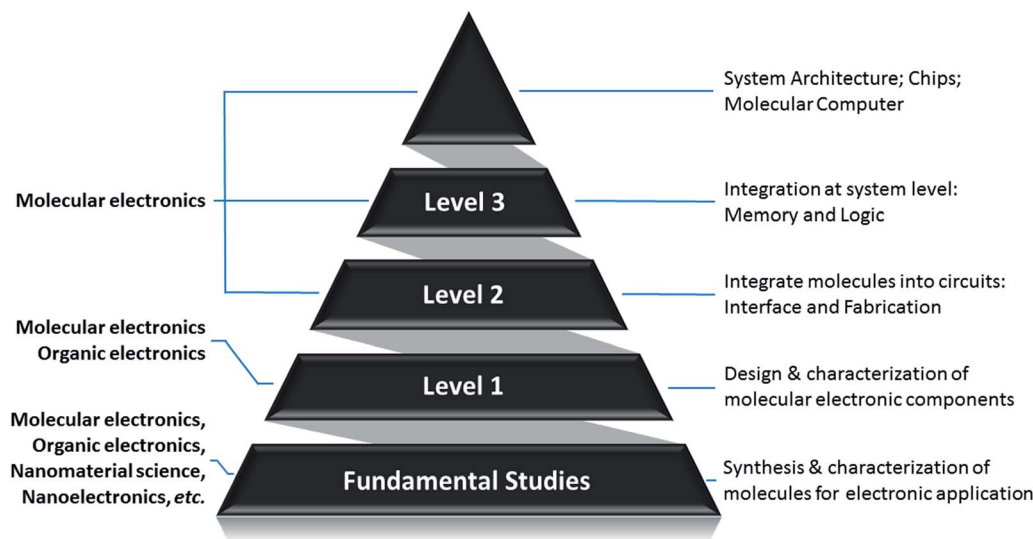 System Architecture; Chips;
Molecular Computer
Molecular electronics
Level 3
Integration at system level:
Memory and Logic
Level 2
Integrate molecules into circuits:
Interface and Fabrication
Molecular electronics
Organic electronics
Level 1
Design & characterization of
molecular electronic components
Molecular electronics,
Organic electronics,
Nanomaterial science,
Nanoelectronics, etc.
Fundamental Studies
Synthesis & characterization of
molecules for electronic application